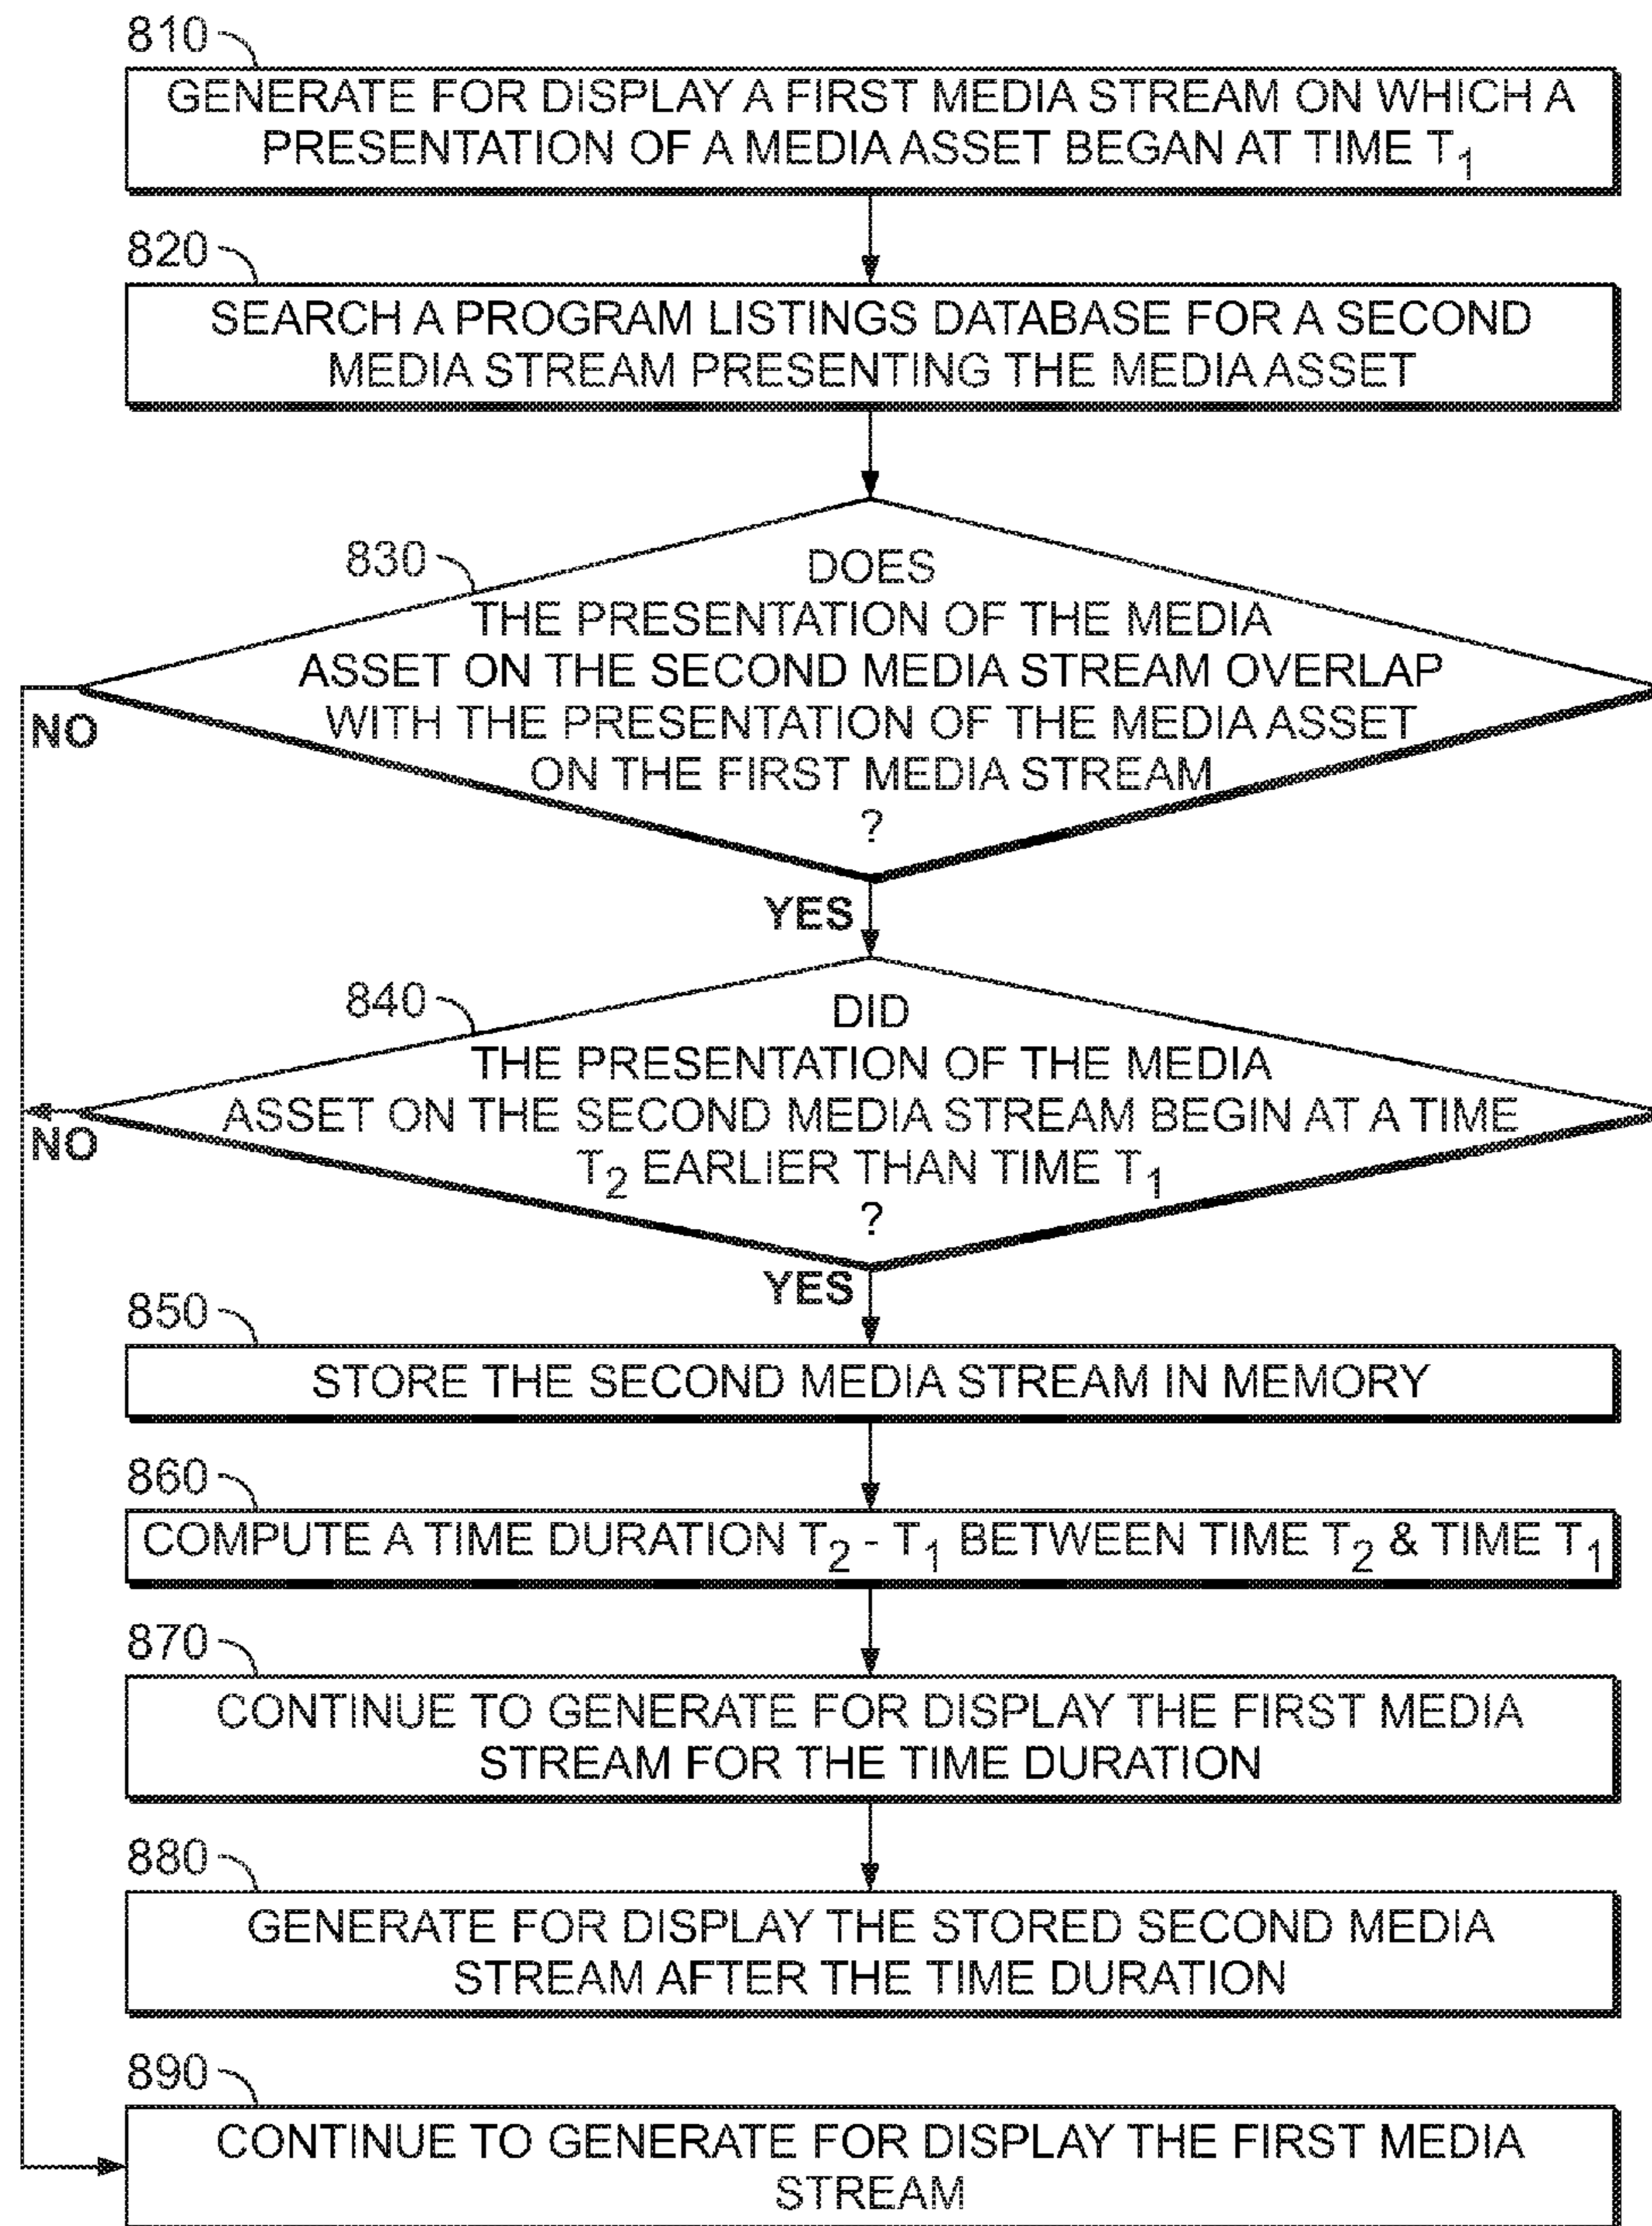 810
GENERATE FOR DISPLAY A FIRST MEDIA STREAM ON WHICH A
PRESENTATION OF A MEDIA ASSET BEGAN AT TIME T1
820
SEARCH A PROGRAM LISTINGS DATABASE FOR A SECOND
MEDIA STREAM PRESENTING THE MEDIA ASSET
830
DOES
THE PRESENTATION OF THE MEDIA
ASSET ON THE SECOND MEDIA STREAM OVERLAP
WITH THE PRESENTATION OF THE MEDIA ASSET
ON THE FIRST MEDIA STREAM
?
NO
YES
840
DID
THE PRESENTATION OF THE MEDIA
ASSET ON THE SECOND MEDIA STREAM BEGIN AT A TIME
T2 EARLIER THAN TIME T1
?
NO
YES
850
STORE THE SECOND MEDIA STREAM IN MEMORY
860
COMPUTE A TIME DURATION T2 - T1 BETWEEN TIME T2 & TIME T1
870
CONTINUE TO GENERATE FOR DISPLAY THE FIRST MEDIA
STREAM FOR THE TIME DURATION
880
GENERATE FOR DISPLAY THE STORED SECOND MEDIA
STREAM AFTER THE TIME DURATION
890
CONTINUE TO GENERATE FOR DISPLAY THE FIRST MEDIA
STREAM